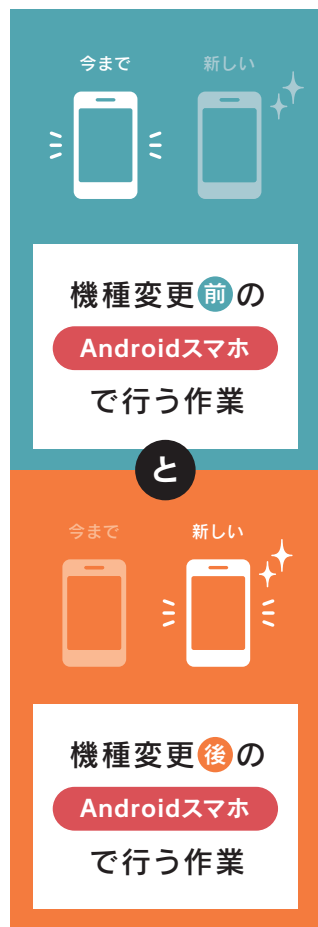 今まで
新しい
機種変更前の
Androidスマホ
で行う作業
と
今まで
新しい
機種変更後の
Androidスマホ
で行う作業